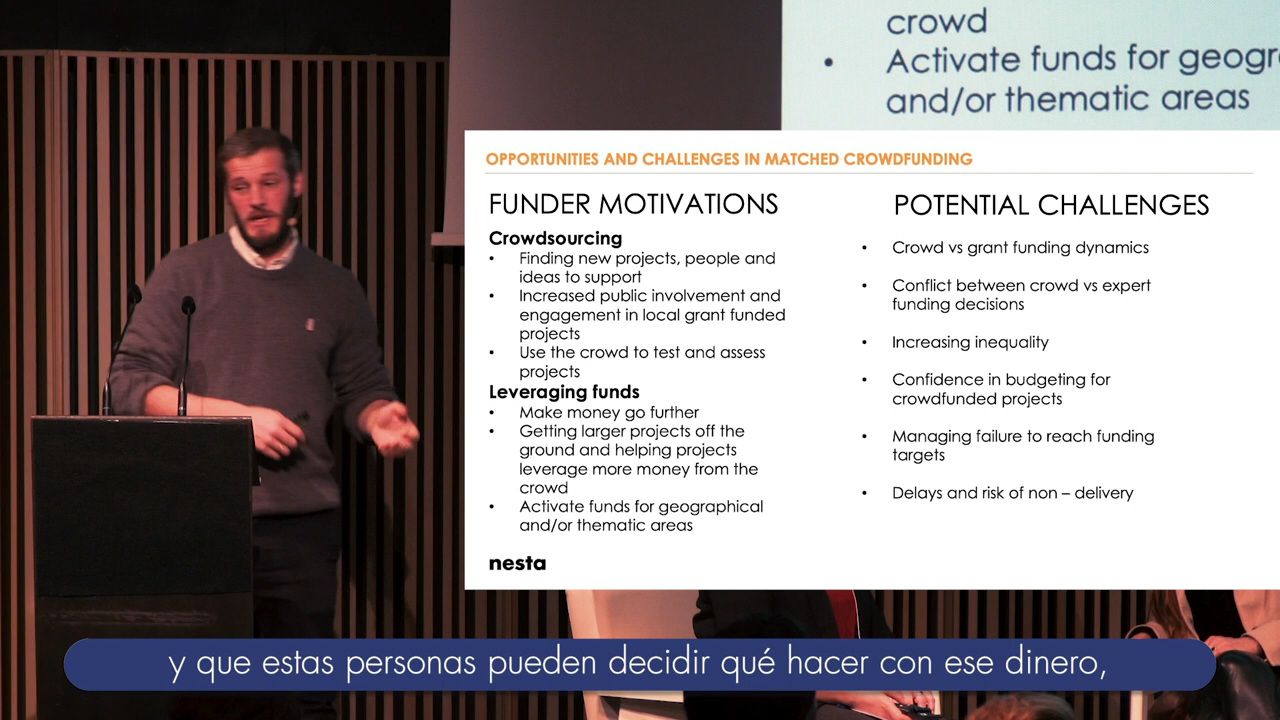 crowd
• Activate funds for geogr
and/or thematic areas
OPPORTUNITIES AND CHALLENGES IN MATCHED CROWDFUNDING
FUNDER MOTIVATIONS
Crowdsourcing
• Finding new projects, people and
ideas to support
• Increased public involvement and
engagement in local grant funded
projects
• Use the crowd to test and assess
projects
Leveraging funds
• Make money go further
• Getting larger projects off the
ground and helping projects
leverage more money from the
crowd
• Activate funds for geographical
and/or thematic areas
nesta
POTENTIAL CHALLENGES
• Crowd vs grant funding dynamics
• Conflict between crowd vs expert
funding decisions
• Increasing inequality
• Confidence in budgeting for
crowdfunded projects
• Managing failure to reach funding
targets
• Delays and risk of non – delivery
y que estas personas pueden decidir qué hacer con ese dinero,